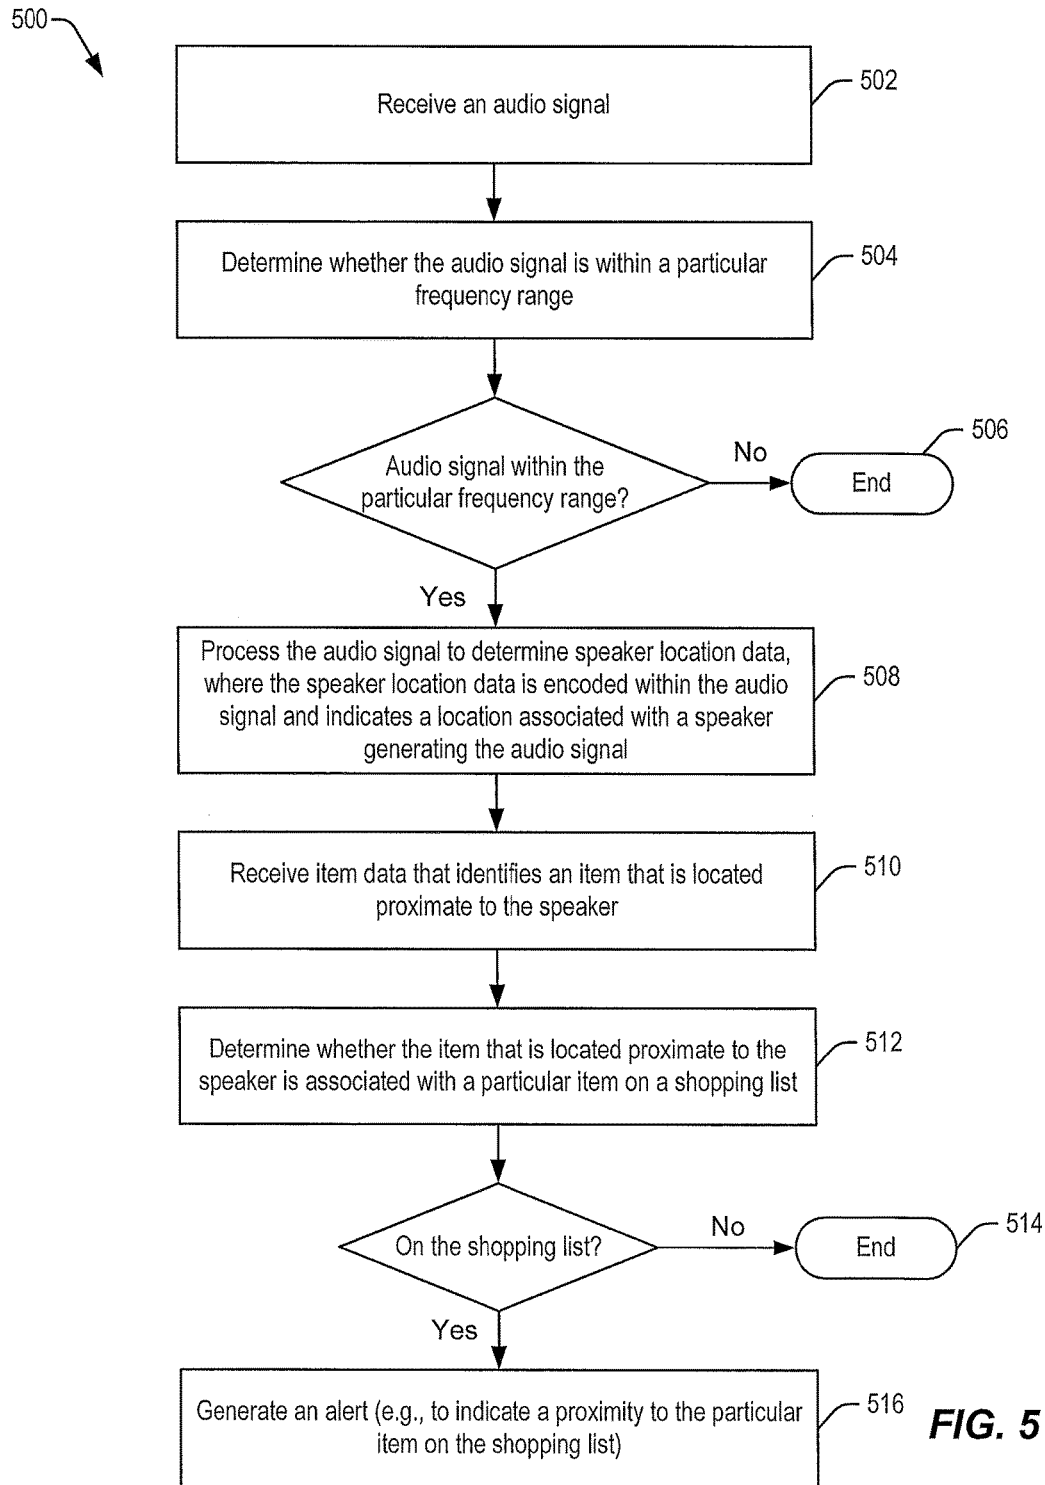 500
Receive an audio signal
502
Determine whether the audio signal is within a particular
frequency range
504
Audio signal within the
particular frequency range?
No
End
506
Yes
Process the audio signal to determine speaker location data,
where the speaker location data is encoded within the audio
signal and indicates a location associated with a speaker
generating the audio signal
508
Receive item data that identifies an item that is located
proximate to the speaker
510
Determine whether the item that is located proximate to the
speaker is associated with a particular item on a shopping list
512
On the shopping list?
No
End
514
Yes
Generate an alert (e.g., to indicate a proximity to the particular
item on the shopping list)
516
FIG. 5